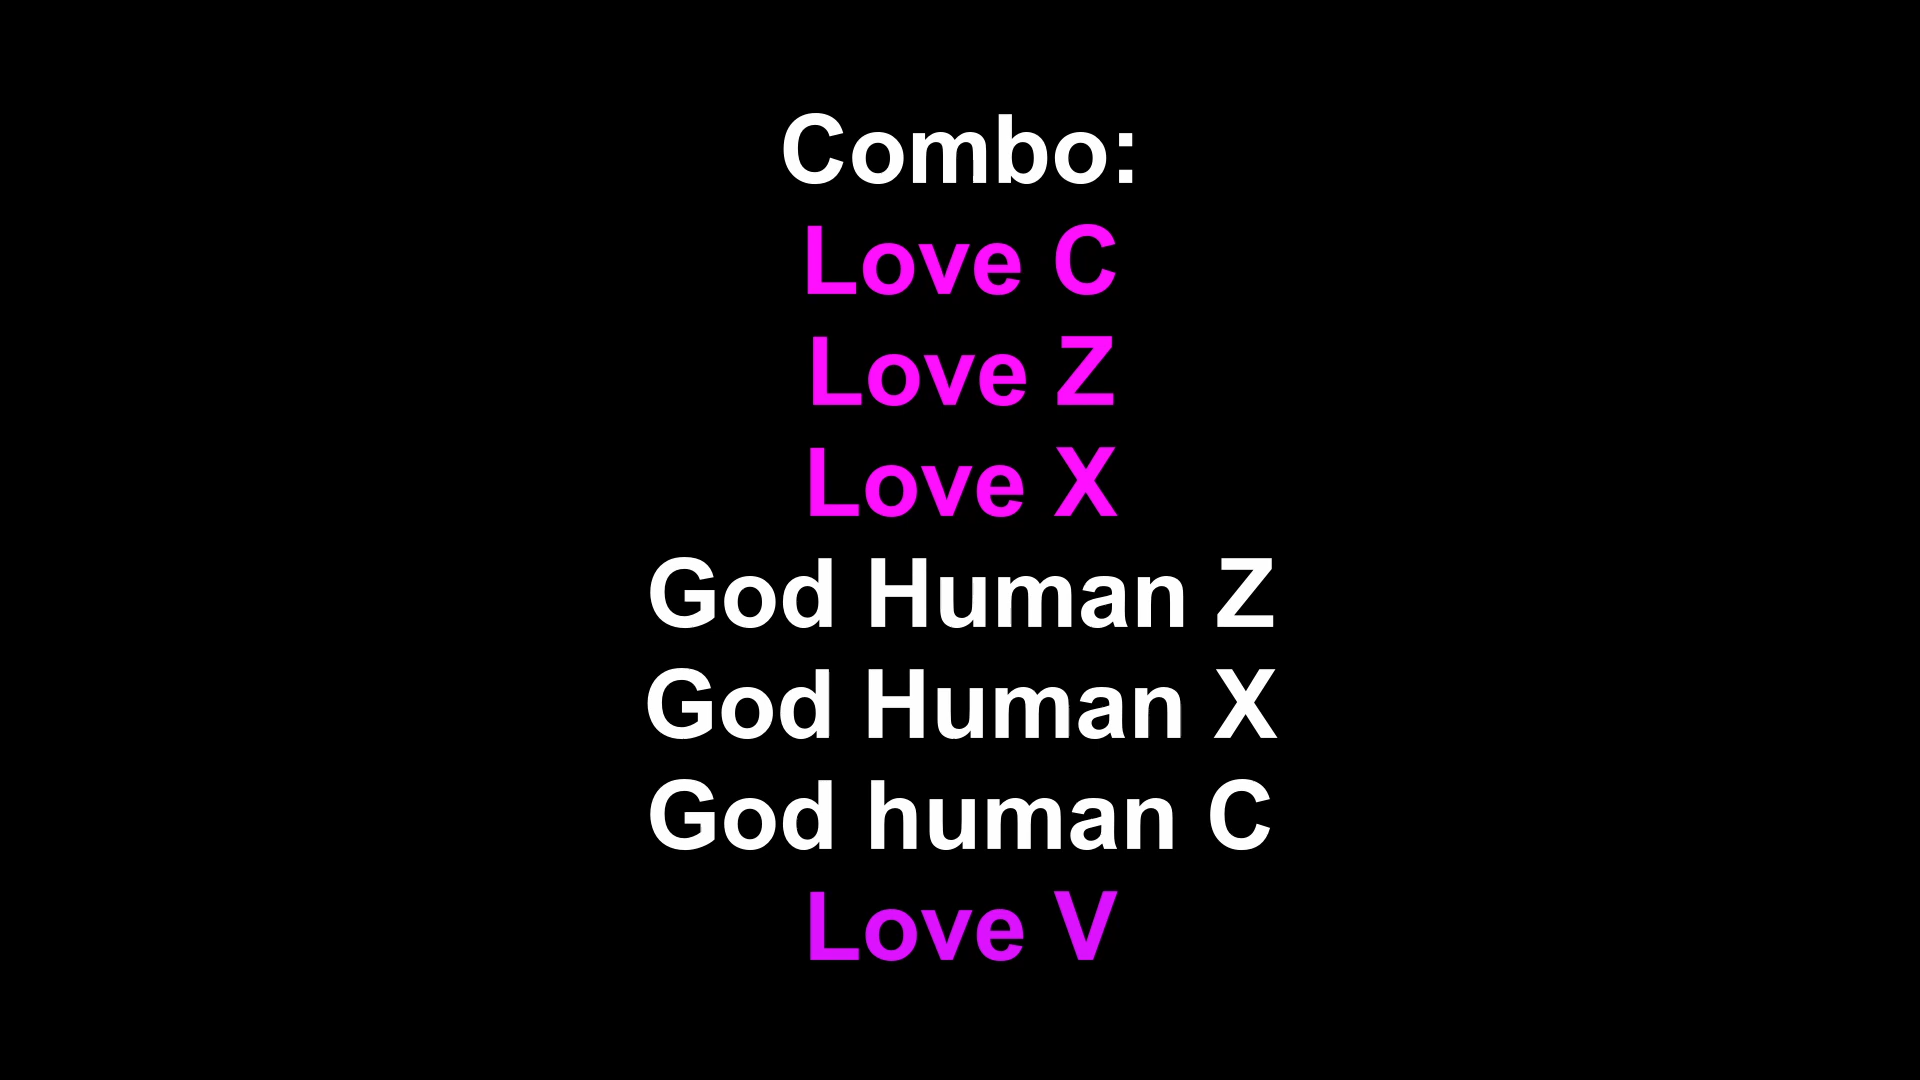 Combo:
Love C
Love Z
Love X
God Human Z
God Human X
God human C
Love V